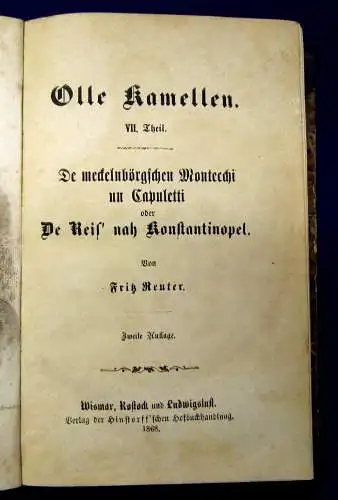 Olle Kamellen.
VII. Theil.
De meckelnbörgschen Montecchi
un Capuletti
oder
De Reis' nah Konstantinopel.
Von
Fritz Reuter.
Zweite Auflage.
Wismar, Rostock und Ludwigslust.
Verlag der Hinstorff'schen Hofbuchhandlung.
1868.